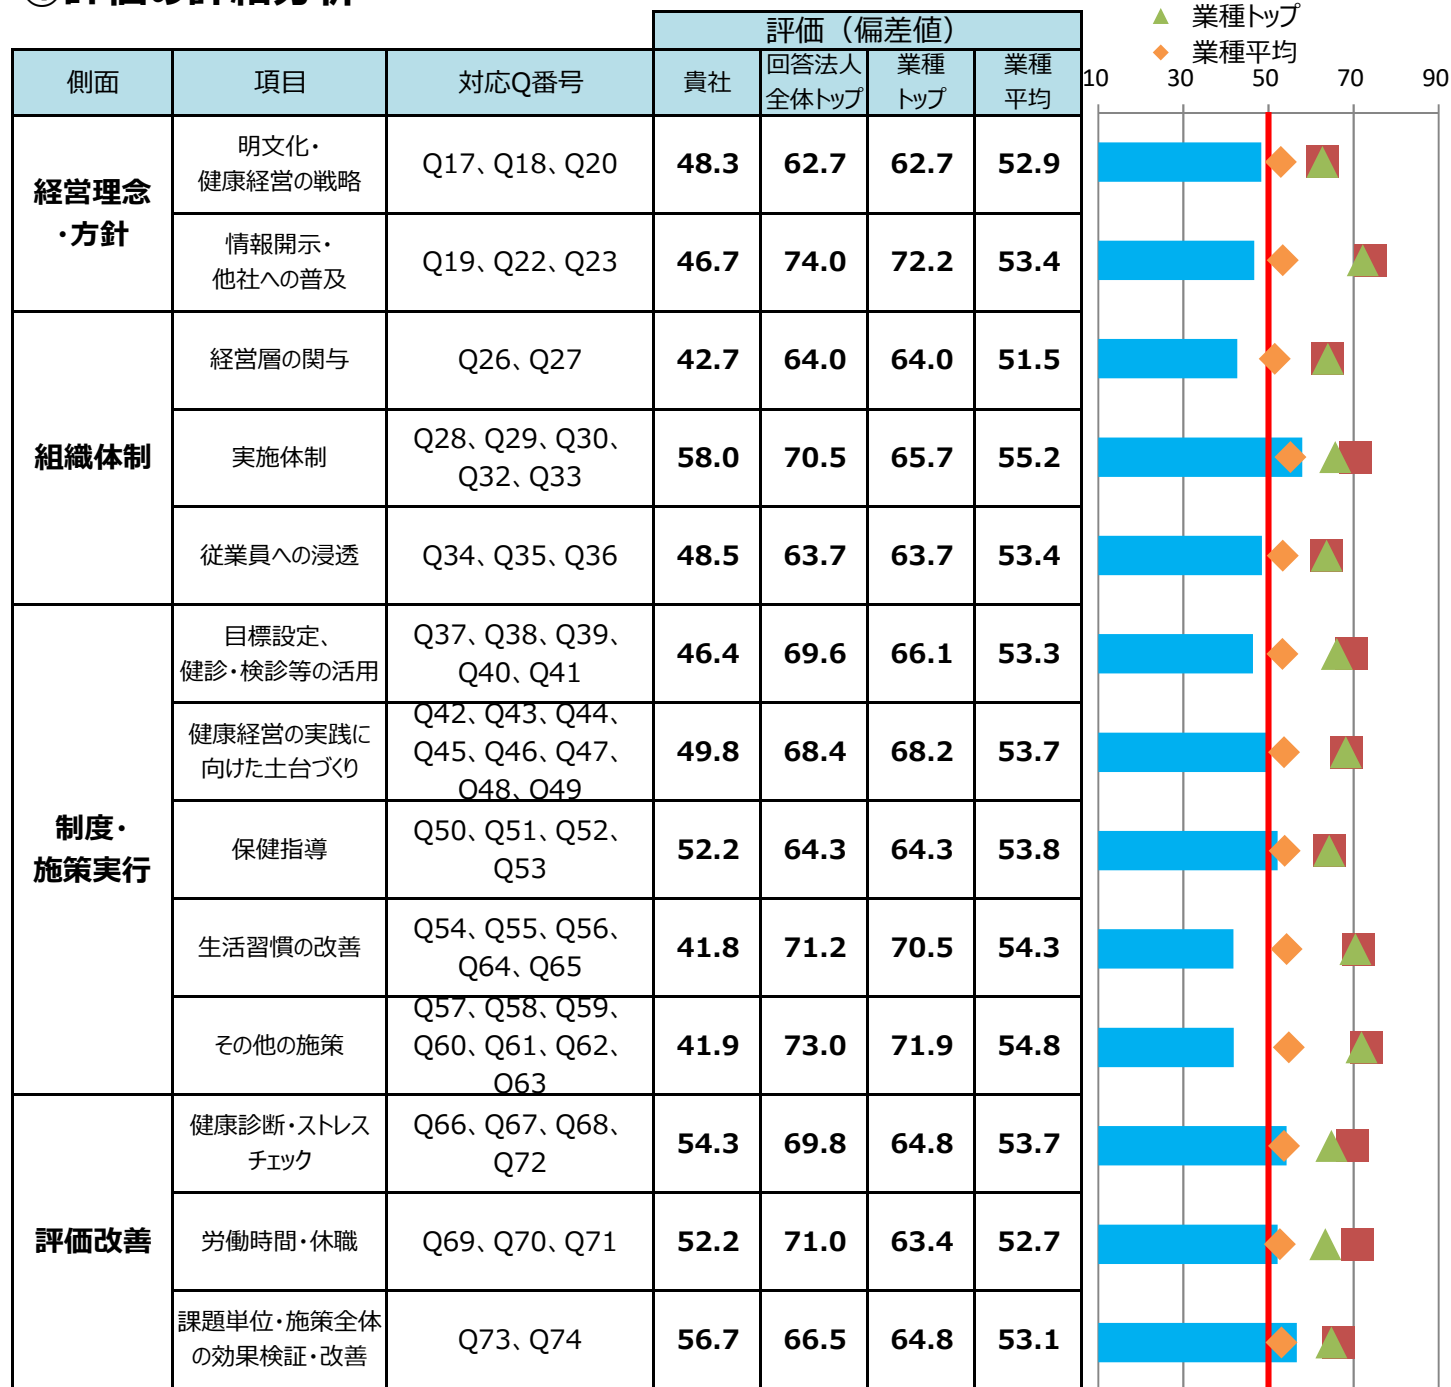 評価(偏差値)
▲ 業種トップ
◆ 業種平均
側面 項目 対応Q番号 貴社 回答法人 業種 業種
全体トップ トップ 平均
10 30 50 70 90
経営理念
・方針
明文化・
健康経営の戦略
Q17、Q18、Q20 48.3 62.7 62.7 52.9
情報開示・
他社への普及
Q19、Q22、Q23 46.7 74.0 72.2 53.4
組織体制
経営層の関与 Q26、Q27 42.7 64.0 64.0 51.5
実施体制
Q28、Q29、Q30、
Q32、Q33
58.0 70.5 65.7 55.2
従業員への浸透 Q34、Q35、Q36 48.5 63.7 63.7 53.4
制度・
施策実行
目標設定、
健診・検診等の活用
Q37、Q38、Q39、
Q40、Q41
46.4 69.6 66.1 53.3
健康経営の実践に
向けた土台づくり
Q42、Q43、Q44、
Q45、Q46、Q47、
Q48、Q49
49.8 68.4 68.2 53.7
保健指導
Q50、Q51、Q52、
Q53
52.2 64.3 64.3 53.8
生活習慣の改善
Q54、Q55、Q56、
Q64、Q65
41.8 71.2 70.5 54.3
その他の施策
Q57、Q58、Q59、
Q60、Q61、Q62、
Q63
41.9 73.0 71.9 54.8
評価改善
健康診断・ストレス
チェック
Q66、Q67、Q68、
Q72
54.3 69.8 64.8 53.7
労働時間・休職 Q69、Q70、Q71 52.2 71.0 63.4 52.7
課題単位・施策全体
の効果検証・改善
Q73、Q74 56.7 66.5 64.8 53.1